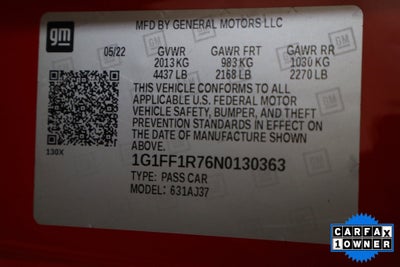 gm
MFD BY GENERAL MOTORS LLC
05/22 GVWR GAWR FRT GAWR RR
2013 KG 983 KG 1030 KG
4437 LB 2168 LB 2270 LB
THIS VEHICLE CONFORMS TO ALL
APPLICABLE U.S. FEDERAL MOTOR
VEHICLE SAFETY, BUMPER, AND THEFT
PREVENTION STANDARDS IN EFFECT ON
THE DATE OF MANUFACTURE SHOWN
ABOVE.
130X
1G1FF1R76N0130363
TYPE: PASS CAR
MODEL: 631AJ37
CARFAX
1 OWNER